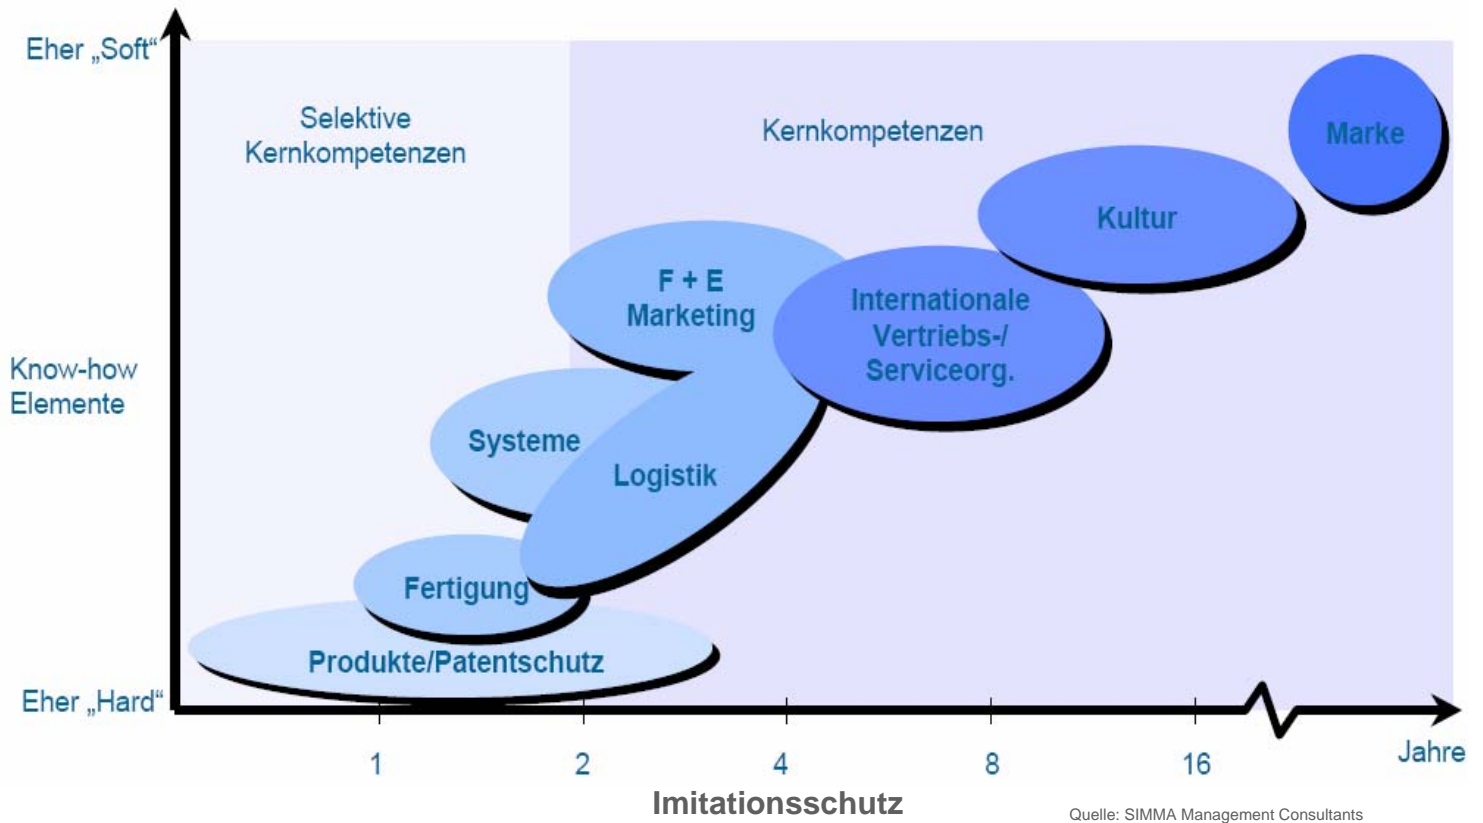 Eher „Soft“
Selektive
Kernkompetenzen
Kernkompetenzen
Marke
Kultur
F + E
Marketing
Internationale
Vertriebs-/
Serviceorg.
Know-how
Elemente
Systeme
Logistik
Fertigung
Produkte/Patentschutz
Eher „Hard“
1 2 4 8 16
Jahre
Imitationsschutz
Quelle: SIMMA Management Consultants